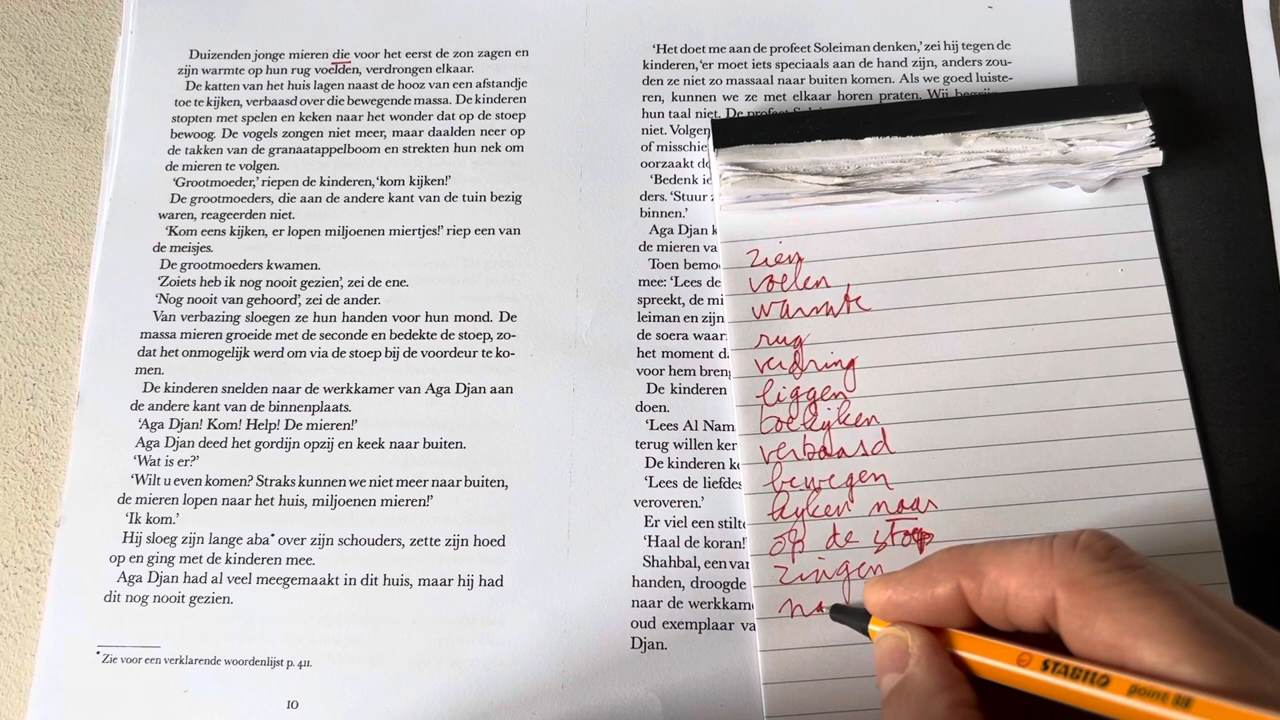 Duizenden jonge mieren die voor het eerst de zon zagen en
zijn warmte op hun rug voelden, verdrongen elkaar.
De katten van het huis lagen naast de hooz van een afstandje
toe te kijken, verbaasd over die bewegende massa. De kinderen
stopten met spelen en keken naar het wonder dat op de stoep
bewoog. De vogels zongen niet meer, maar daalden neer op
de takken van de granaatappelboom en strekten hun nek om
de mieren te volgen.
‘Grootmoeder,’ riepen de kinderen, ‘kom kijken!’
De grootmoeders, die aan de andere kant van de tuin bezig
waren, reageerden niet.
‘Kom eens kijken, er lopen miljoenen miertjes!’ riep een van
de meisjes.
De grootmoeders kwamen.
‘Zoiets heb ik nog nooit gezien’, zei de ene.
‘Nog nooit van gehoord’, zei de ander.
Van verbazing sloegen ze hun handen voor hun mond. De
massa mieren groeide met de seconde en bedekte de stoep, zo-
dat het onmogelijk werd om via de stoep bij de voordeur te ko-
men.
De kinderen snelden naar de werkkamer van Aga Djan aan
de andere kant van de binnenplaats.
‘Aga Djan! Kom! Help! De mieren!’
Aga Djan deed het gordijn opzij en keek naar buiten.
‘Wat is er?’
‘Wilt u even komen? Straks kunnen we niet meer naar buiten,
de mieren lopen naar het huis, miljoenen mieren!’
‘Ik kom.’
Hij sloeg zijn lange aba* over zijn schouders, zette zijn hoed
op en ging met de kinderen mee.
Aga Djan had al veel meegemaakt in dit huis, maar hij had
dit nog nooit gezien.
* Zie voor een verklarende woordenlijst p. 411.
10
‘Het doet me aan de profeet Soleiman denken,’ zei hij tegen de
kinderen, ‘er moet iets speciaals aan de hand zijn, anders zou-
den ze niet zo massaal naar buiten komen. Als we goed luiste-
ren, kunnen we ze met elkaar horen praten. Wij
hun taal niet. De profeet
niet. Volgen
of misschie
oorzaakt
‘Bedenk
ders. ‘Stuur
binnen.’
Aga Djan
de mieren
Toen
mee: ‘Lees de
spreekt, de
leiman en zijn
de soera waar
het moment
voor hem
De kinderen
doen.
‘Lees Al Nam
terug willen
De kinderen
‘Lees de liefdes
veroveren.’
Er viel een
‘Haal de koran!
Shahbal, een
handen, droogde
naar de werkkam
oud exemplaar
Djan.
zien
voelen
warmte
rug
verdring
liggen
toekijken
verbaasd
bewegen
kijken naar
op de stoep
zingen
STABILO
point 88